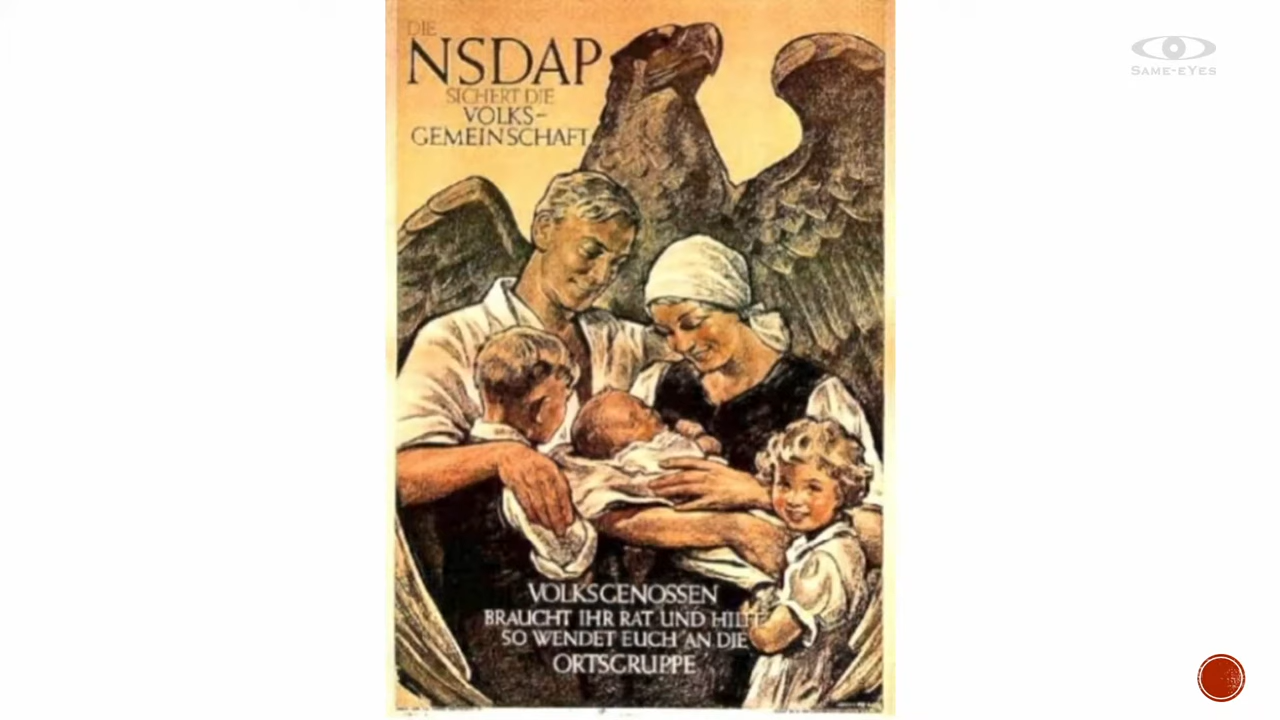 DIE
NSDAP
SICHERT DIE
VOLKS-
GEMEINSCHAFT
SAME-EYES
VOLKSGENOSSEN
BRAUCHT IHR RAT UND HILFE
SO WENDET EUCH AN DIE
ORTSGRUPPE